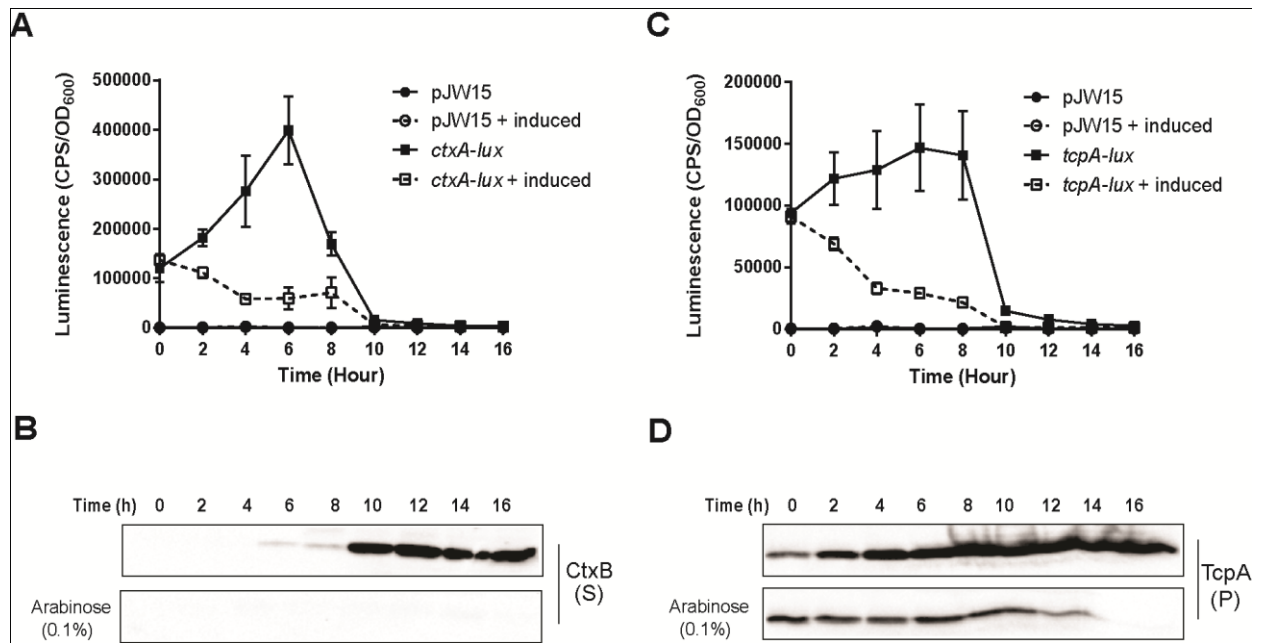 A
Luminescence (CPS/OD600)
500000
400000
300000
200000
100000
0
0 2 4 6 8 10 12 14 16
Time (Hour)
pJW15
pJW15 + induced
ctxA-lux
ctxA-lux + induced
C
Luminescence (CPS/OD600)
200000
150000
100000
50000
0
0 2 4 6 8 10 12 14 16
Time (Hour)
pJW15
pJW15 + induced
tcpA-lux
tcpA-lux + induced
B
Time (h) 0 2 4 6 8 10 12 14 16
Arabinose
(0.1%)
CtxB
(S)
D
Time (h) 0 2 4 6 8 10 12 14 16
Arabinose
(0.1%)
TcpA
(P)